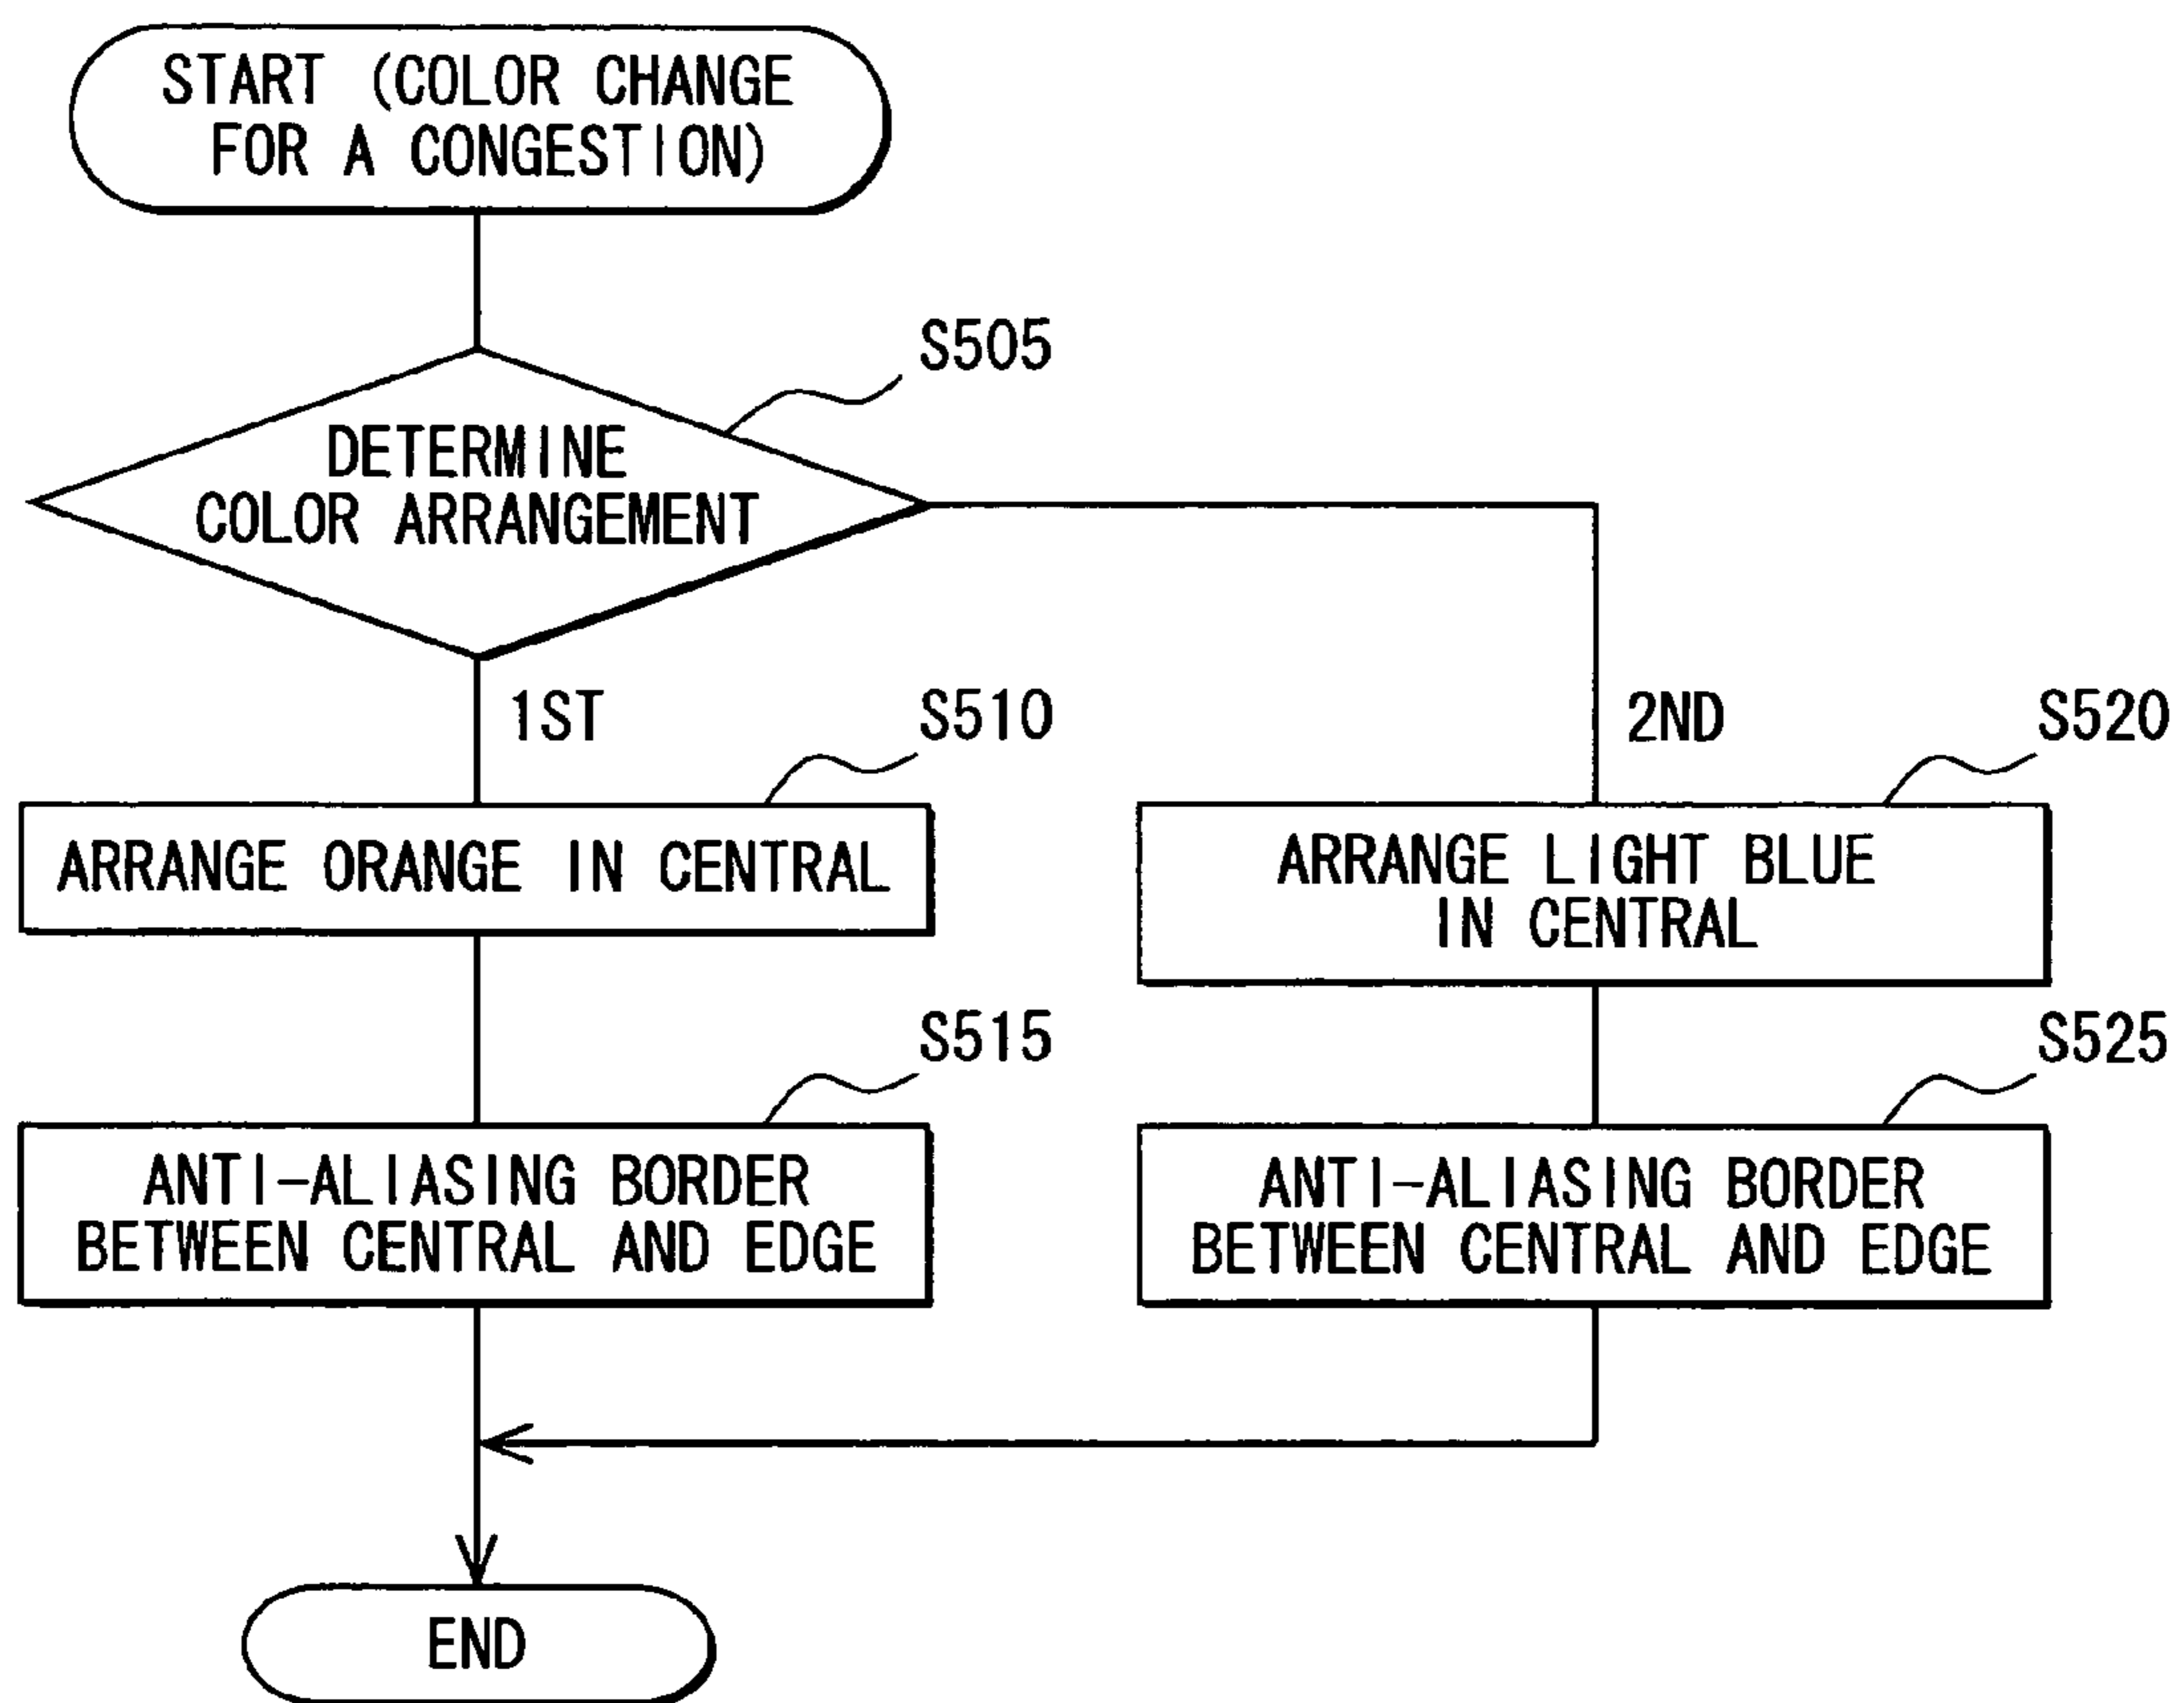 START (COLOR CHANGE
FOR A CONGESTION)
S505
DETERMINE
COLOR ARRANGEMENT
1ST
S510
2ND
S520
ARRANGE ORANGE IN CENTRAL
ARRANGE LIGHT BLUE
IN CENTRAL
S515
S525
ANTI-ALIASING BORDER
BETWEEN CENTRAL AND EDGE
ANTI-ALIASING BORDER
BETWEEN CENTRAL AND EDGE
END